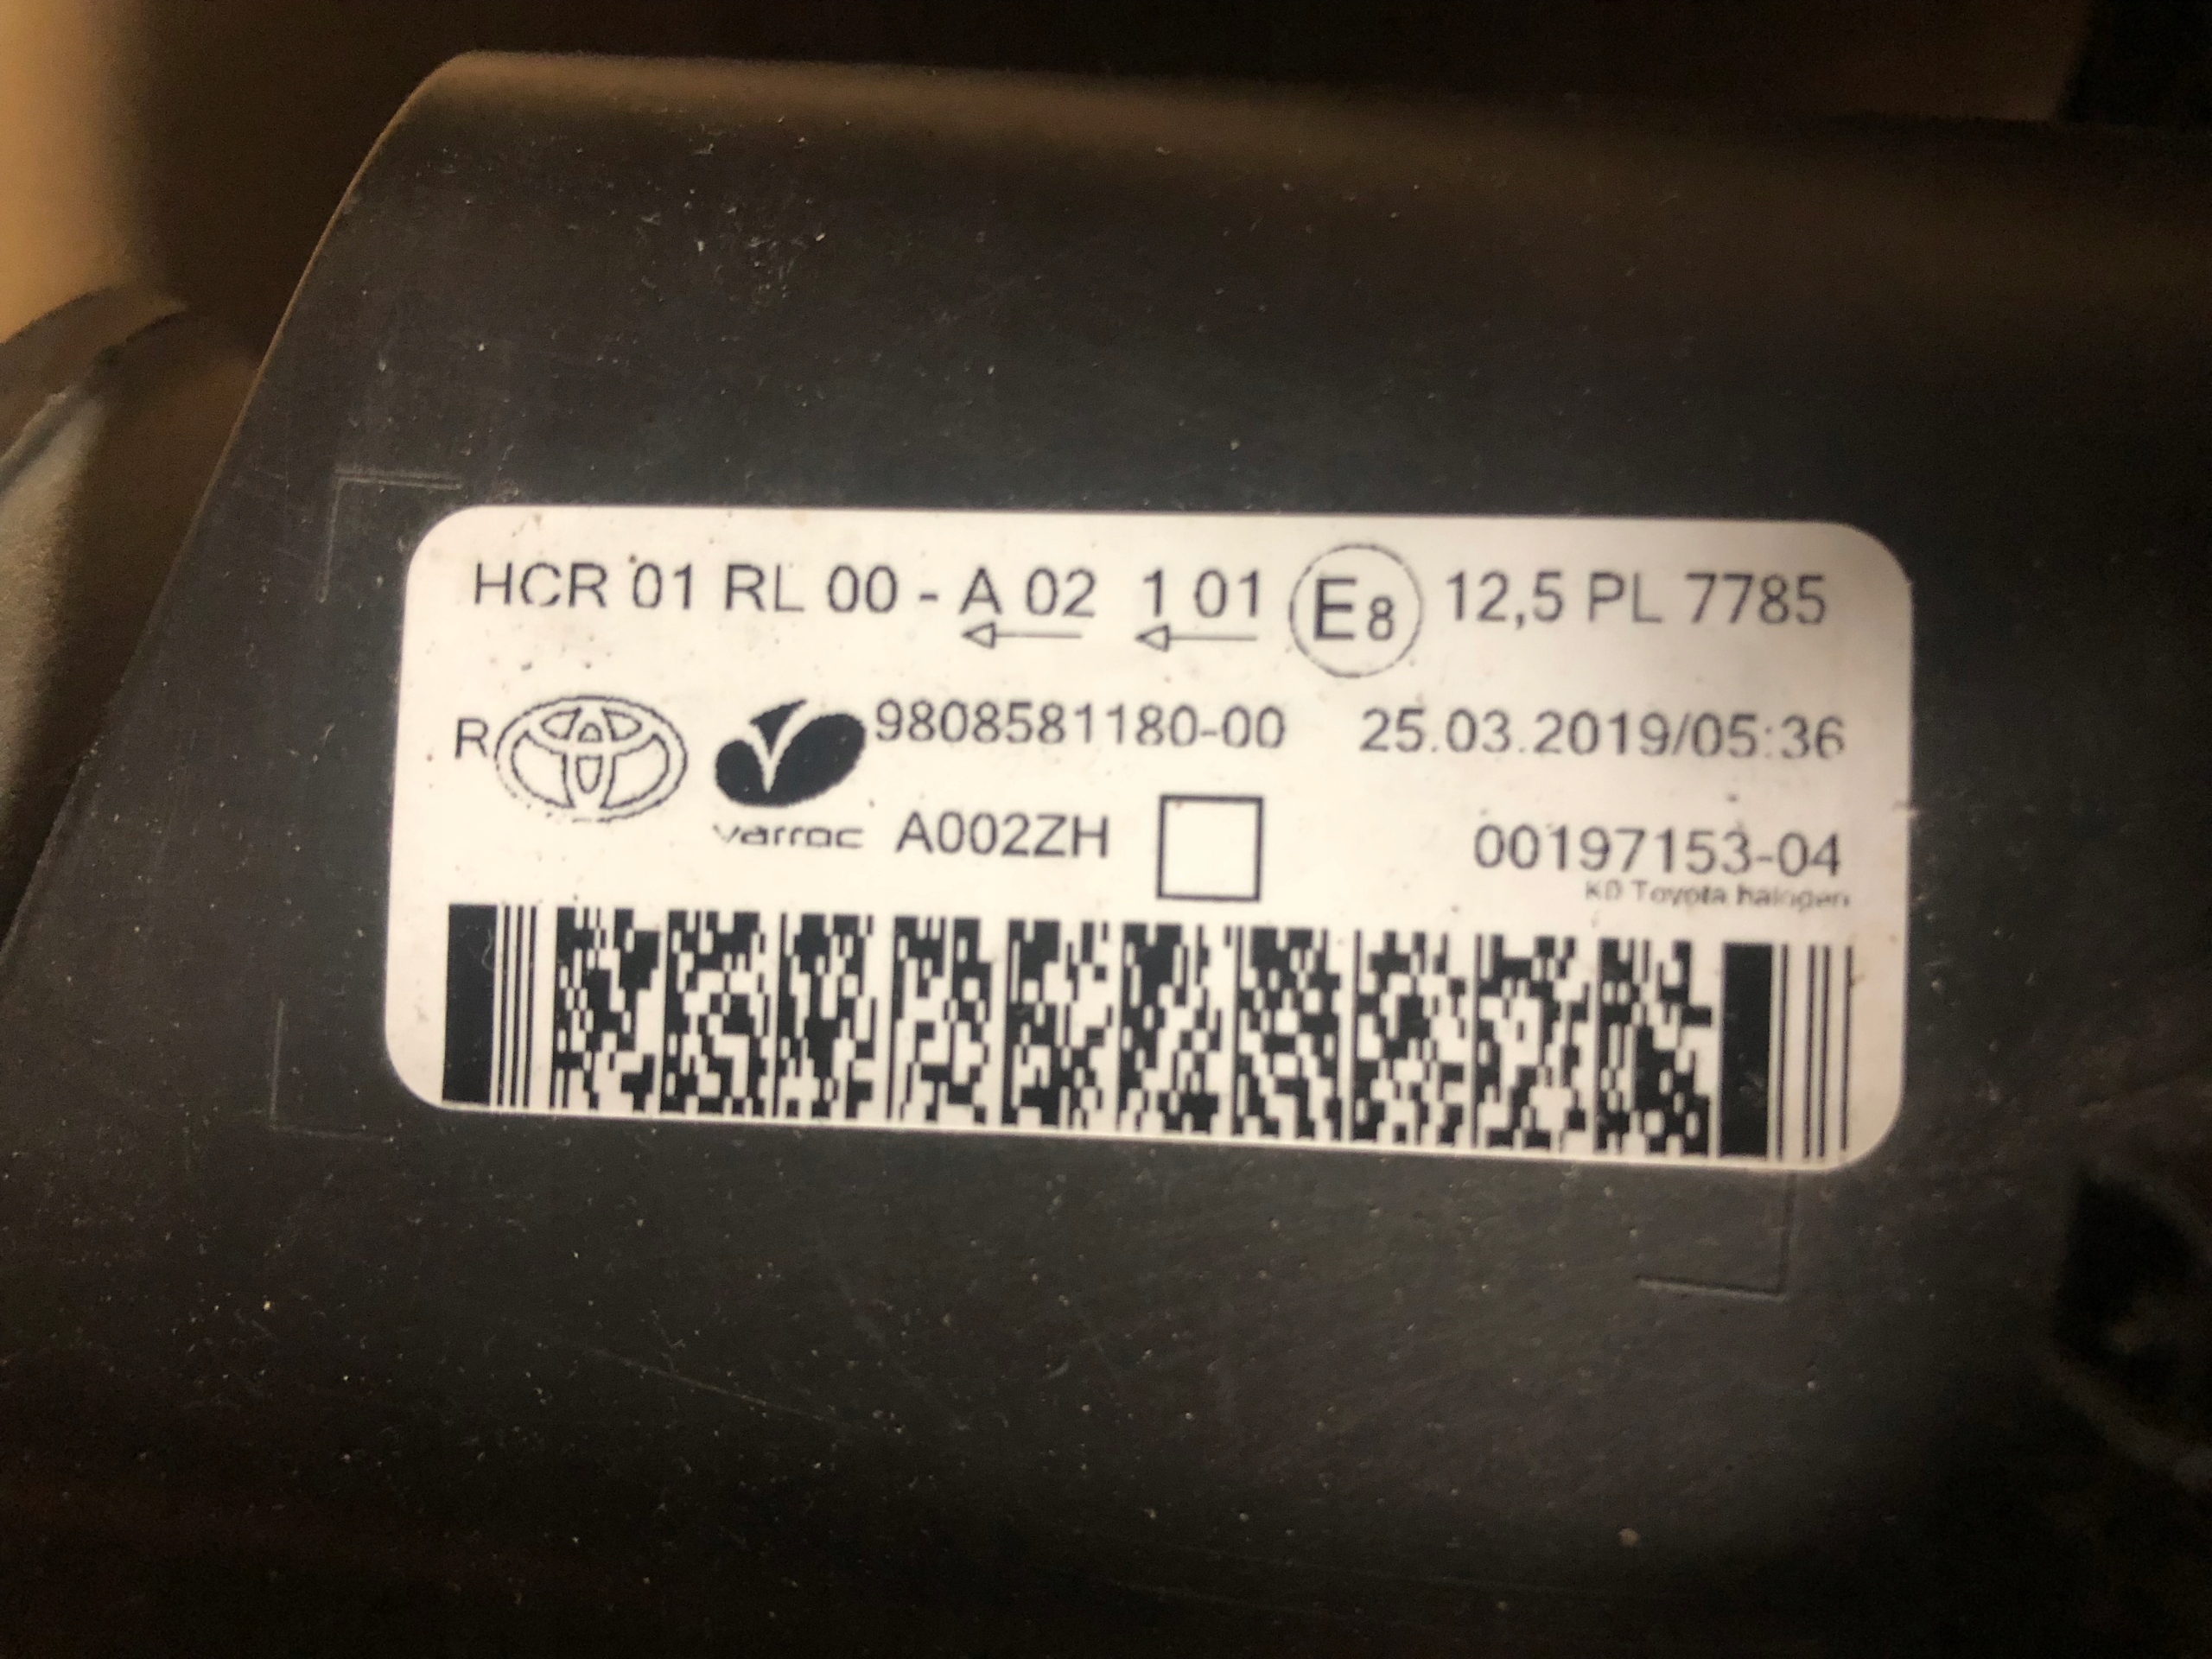 HCR 01 RL 00 - A 02 1 01 E8 12,5 PL 7785
R 9808581180-00 25.03.2019/05:36
varroc A002ZH 00197153-04
KD Toyota halogen